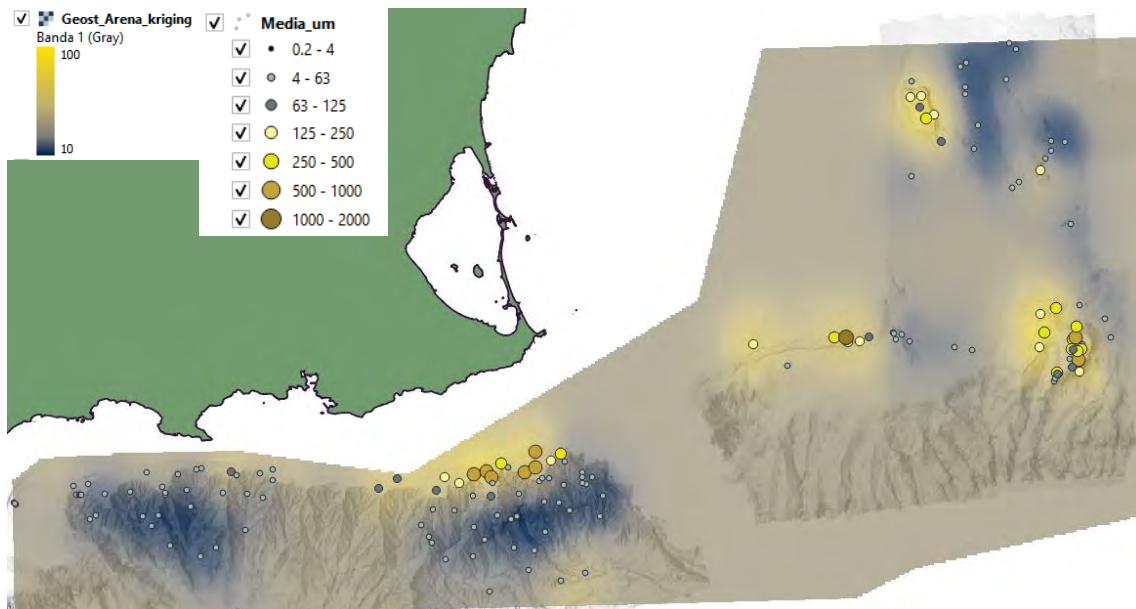 Geost_Arena_kriging
Banda 1 (Gray)
100
10
Media_um
0.2 - 4
4 - 63
63 - 125
125 - 250
250 - 500
500 - 1000
1000 - 2000